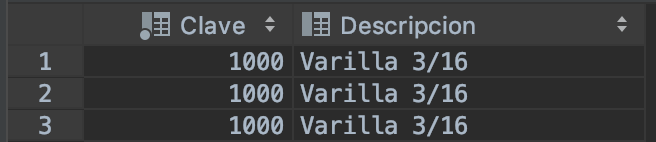 Clave Descripcion
1 1000 Varilla 3/16
2 1000 Varilla 3/16
3 1000 Varilla 3/16